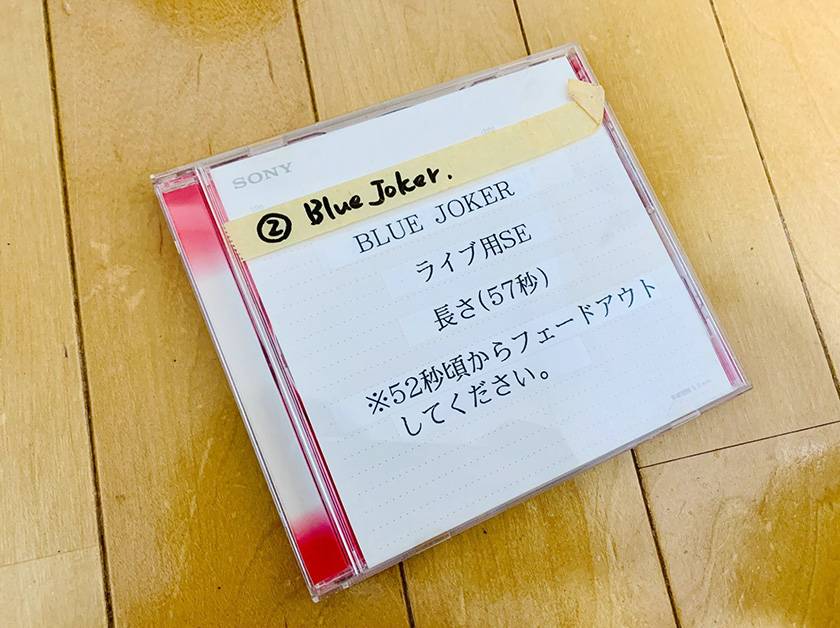 SONY
② Blue Joker.
BLUE JOKER
ライブ用SE
長さ(57秒)
※52秒頃からフェードアウト
してください。